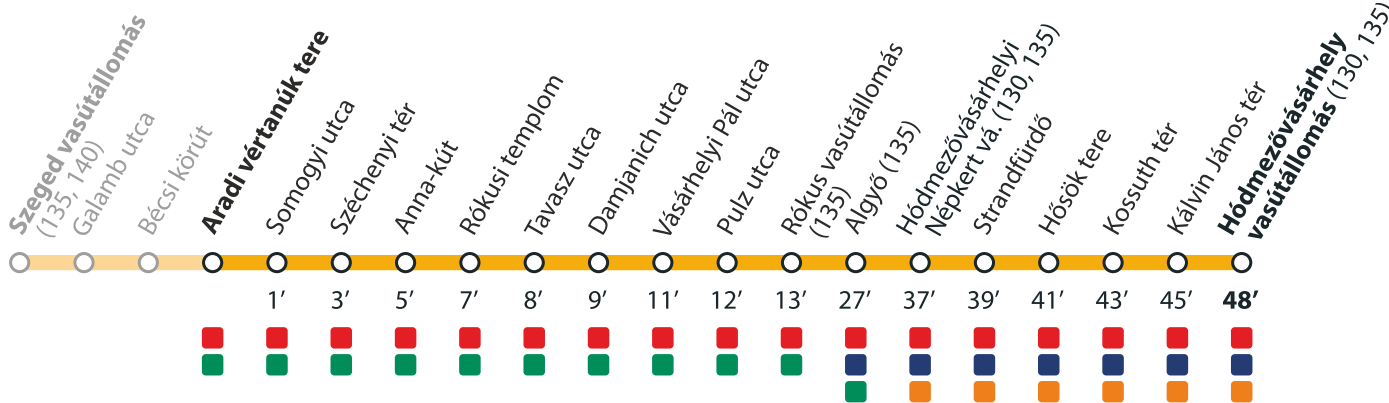 Szeged vasútállomás
(135, 140)
Galamb utca
Bécsi körút
Aradi vértanúk tere
Somogyi utca
Széchenyi tér
Anna-kút
Rókusi templom
Tavasz utca
Damjanich utca
Vásárhelyi Pál utca
Pulz utca
Rókus vasútállomás
(135)
Algyő (135)
Hódmezővásárhelyi
Népkert vá. (130, 135)
Strandfürdő
Hősök tere
Kossuth tér
Kálvin János tér
Hódmezővásárhely
vasútállomás (130, 135)
1’ 3’ 5’ 7’ 8’ 9’ 11’ 12’ 13’ 27’ 37’ 39’ 41’ 43’ 45’ 48’